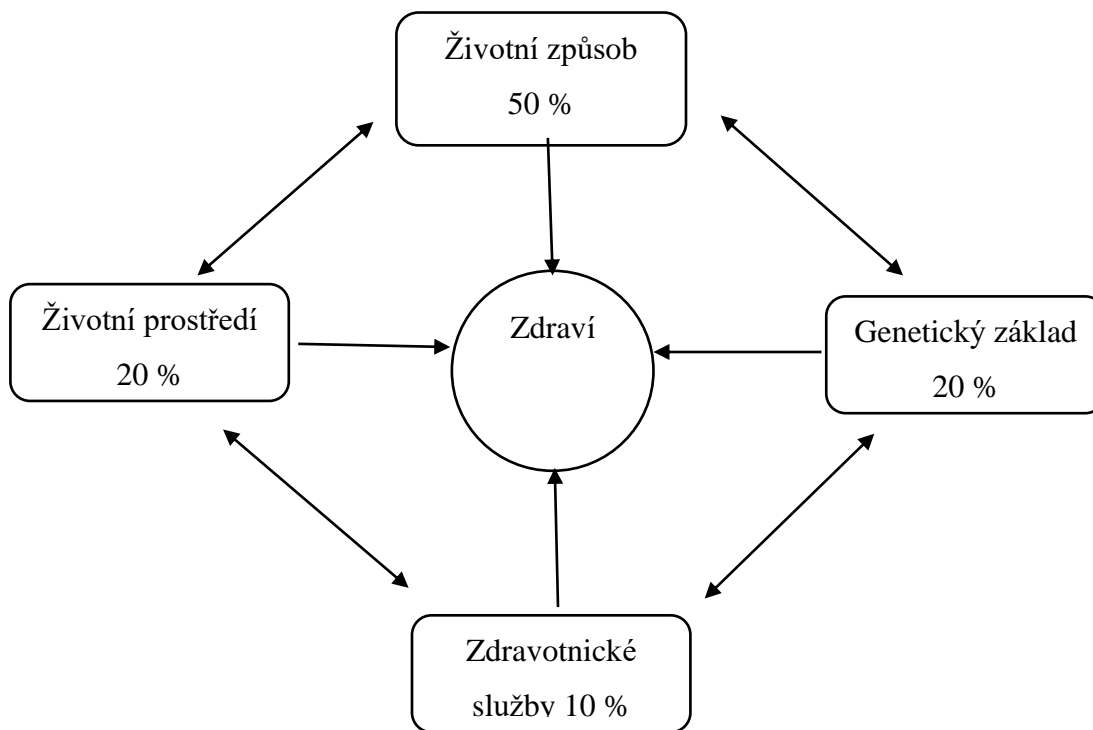 Životní způsob
50 %
Životní prostředí
20 %
Zdraví
Genetický základ
20 %
Zdravotnické
služby 10 %